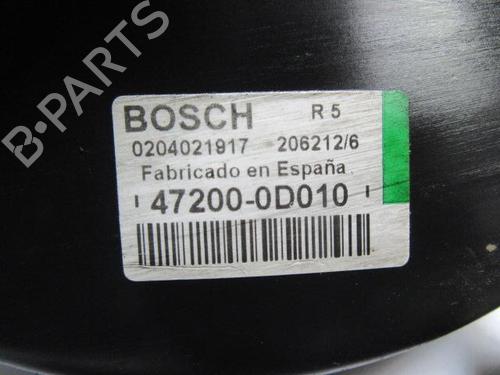 BOSCH R 5
0204021917 206212/6
Fabricado en España
47200-0D010
B-PARTS